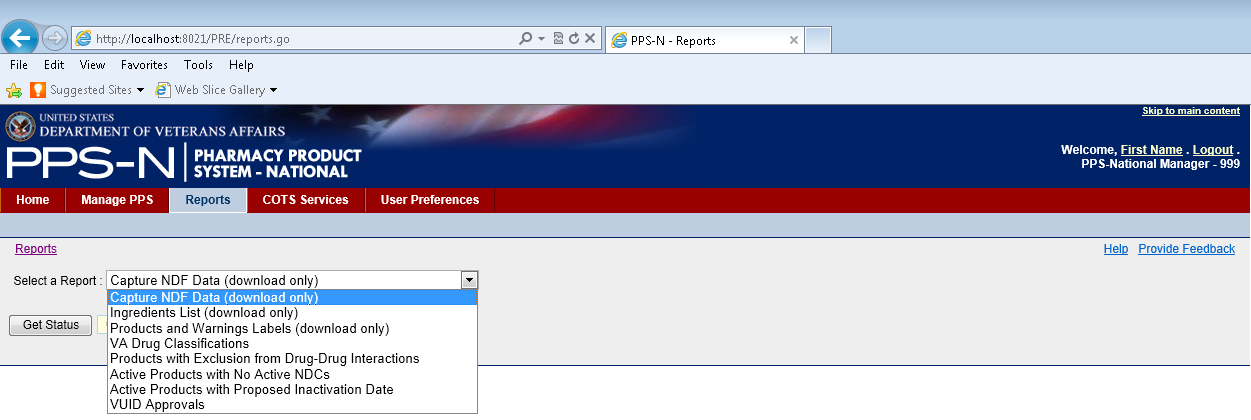 http://localhost:8021/PRE/reports.go
PPS-N - Reports
File Edit View Favorites Tools Help
Suggested Sites Web Slice Gallery
Skip to main content
UNITED STATES
DEPARTMENT OF VETERANS AFFAIRS
PPS-N PHARMACY PRODUCT
SYSTEM - NATIONAL
Welcome, First Name . Logout .
PPS-National Manager - 999
Home Manage PPS Reports COTS Services User Preferences
Reports Help Provide Feedback
Select a Report : Capture NDF Data (download only)
Capture NDF Data (download only)
Ingredients List (download only)
Get Status
Products and Warnings Labels (download only)
VA Drug Classifications
Products with Exclusion from Drug-Drug Interactions
Active Products with No Active NDCs
Active Products with Proposed Inactivation Date
VUID Approvals